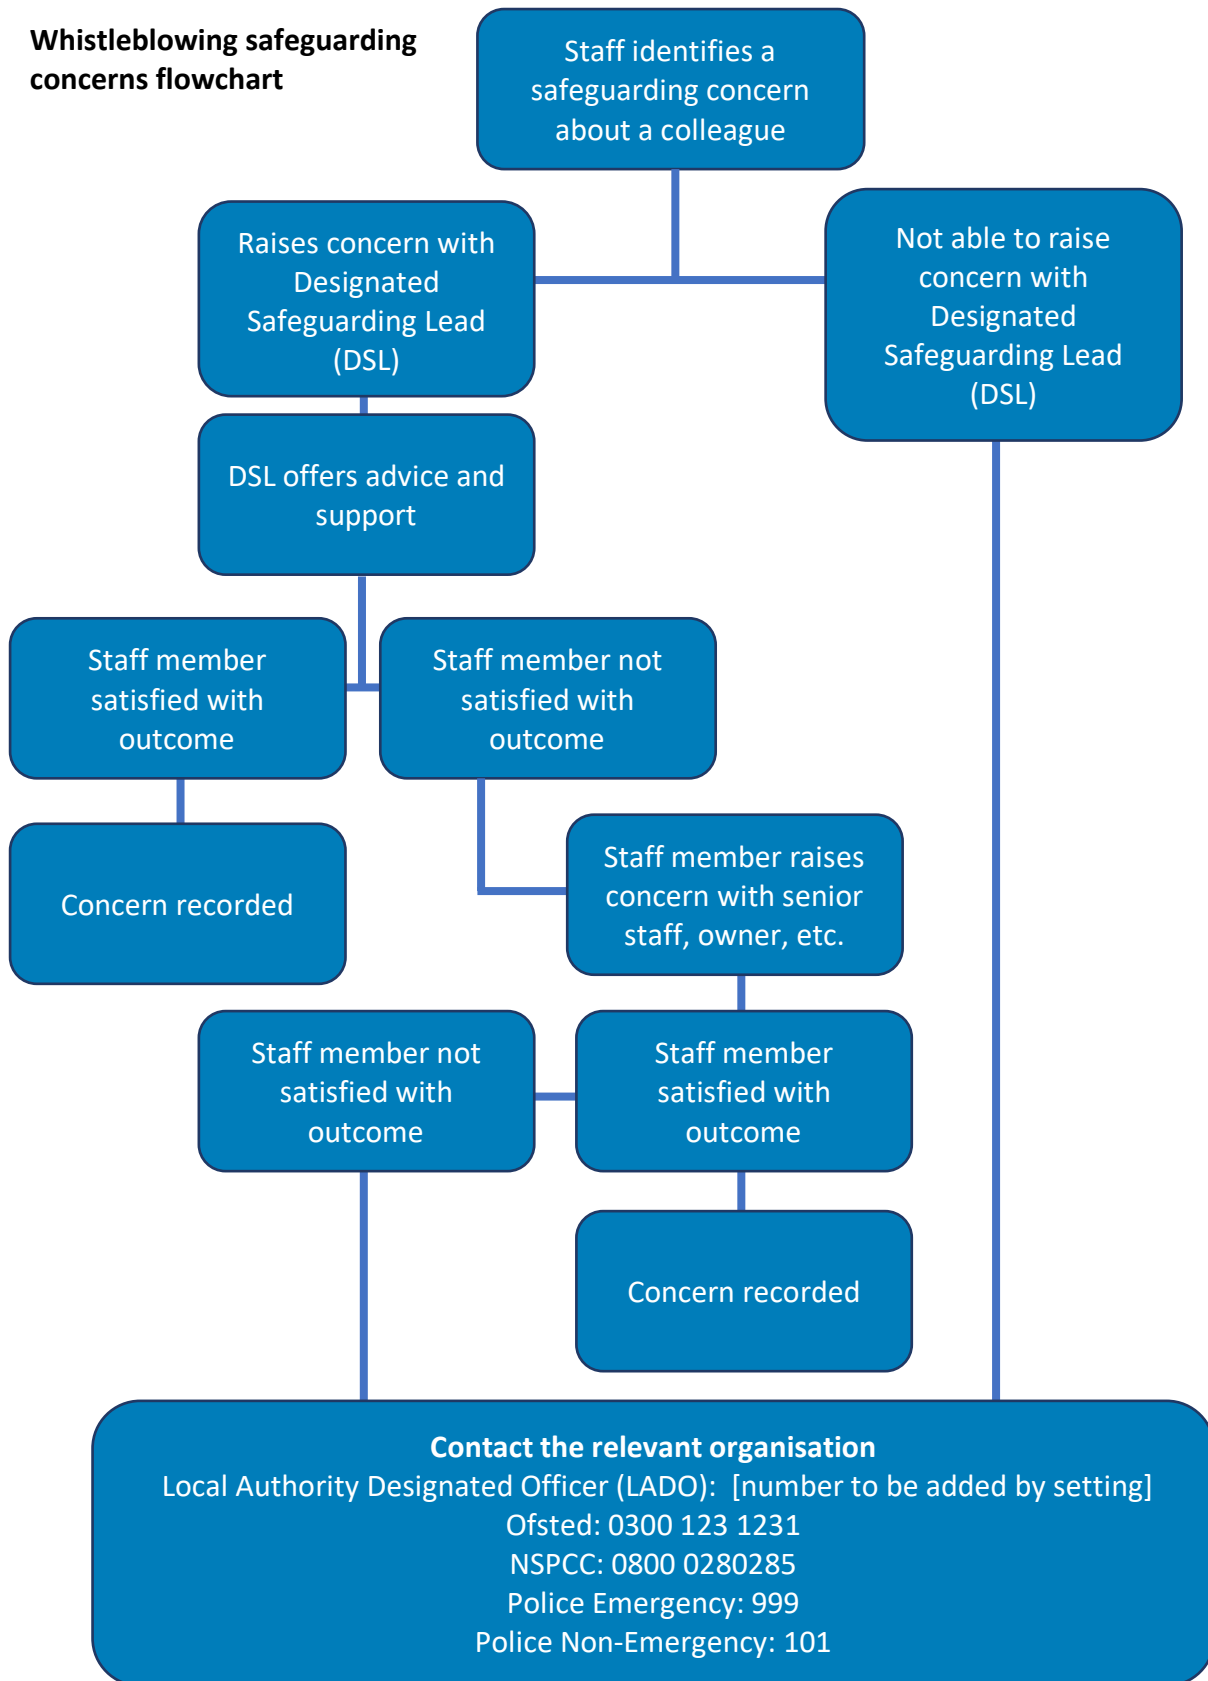 Whistleblowing safeguarding
concerns flowchart
Staff identifies a
safeguarding concern
about a colleague
Raises concern with
Designated
Safeguarding Lead
(DSL)
Not able to raise
concern with
Designated
Safeguarding Lead
(DSL)
DSL offers advice and
support
Staff member
satisfied with
outcome
Staff member not
satisfied with
outcome
Concern recorded
Staff member raises
concern with senior
staff, owner, etc.
Staff member not
satisfied with
outcome
Staff member
satisfied with
outcome
Concern recorded
Contact the relevant organisation
Local Authority Designated Officer (LADO):  [number to be added by setting]
Ofsted: 0300 123 1231
NSPCC: 0800 0280285
Police Emergency: 999
Police Non-Emergency: 101